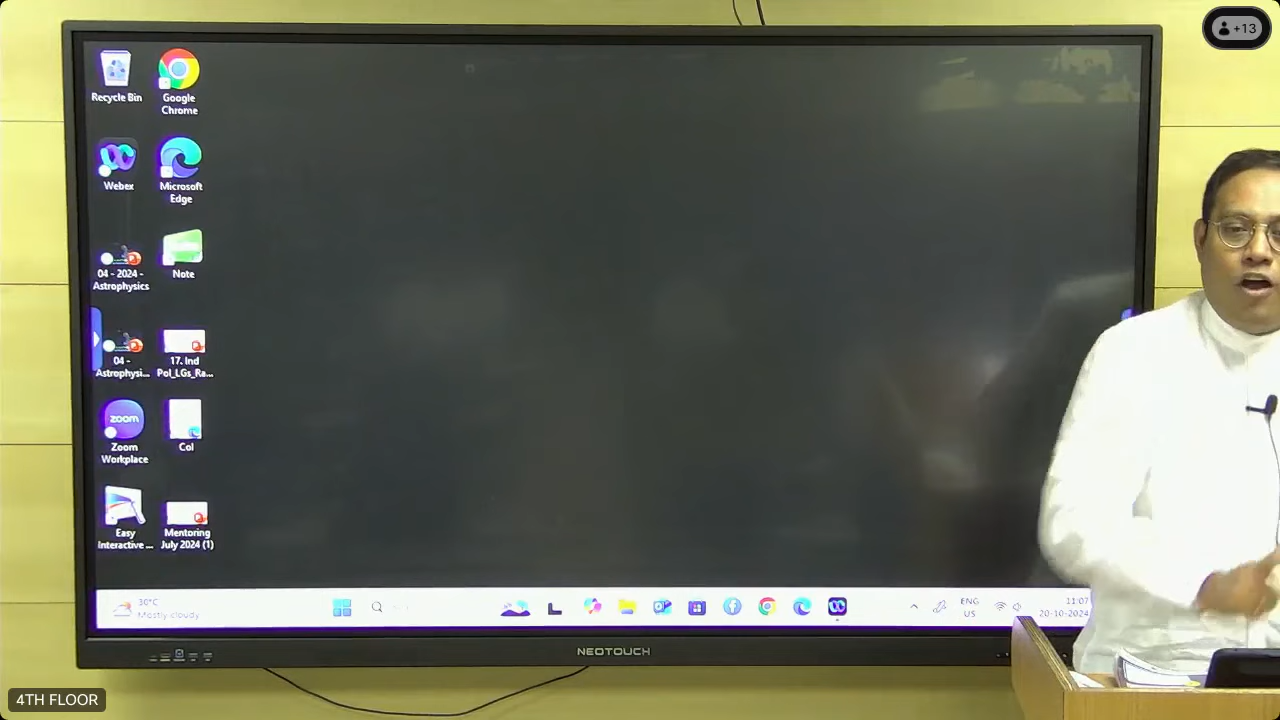 +13
Recycle Bin
Google
Chrome
Webex
Microsoft
Edge
04 - 2024 -
Astrophysics
Note
04 -
Astrophysi...
17. Ind
Pol_LGs_Ra...
zoom
Zoom
Workplace
CoI
Easy
Interactive ...
Mentoring
July 2024 (1)
30°C
Mostly cloudy
ENG
US
11:07
20-10-2024
NEOTOUCH
4TH FLOOR